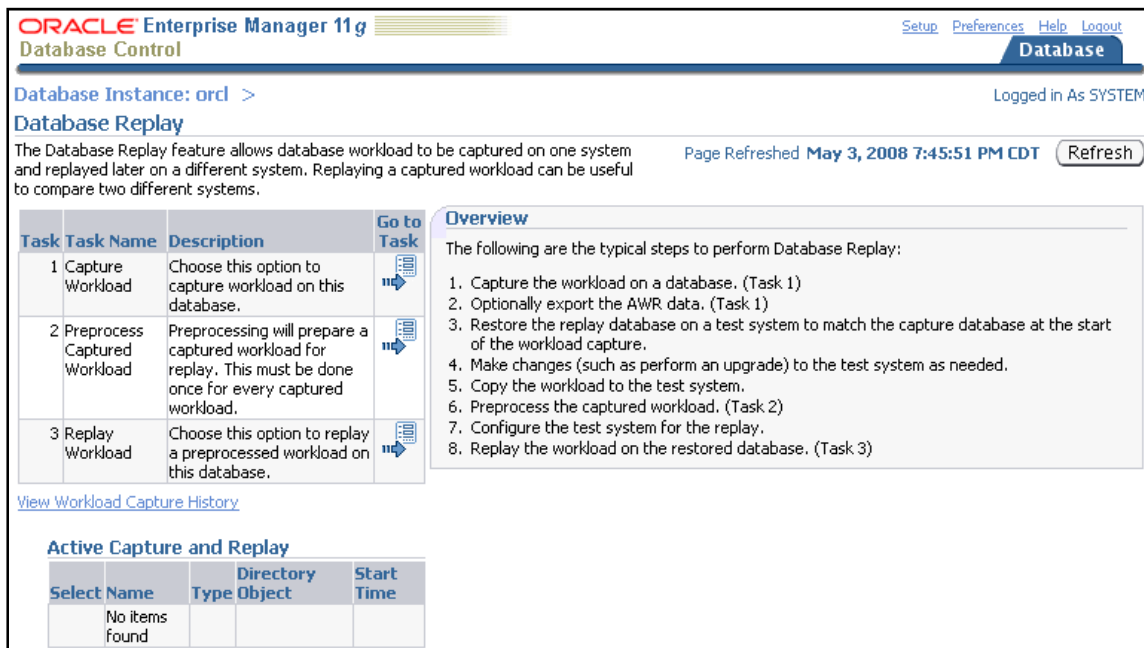 ORACLE Enterprise Manager 11g
Database Control
Setup Preferences Help Logout
Database
Database Instance: orcl >
Logged in As SYSTEM
Database Replay
The Database Replay feature allows database workload to be captured on one system
and replayed later on a different system. Replaying a captured workload can be useful
to compare two different systems.
Page Refreshed May 3, 2008 7:45:51 PM CDT Refresh
Task Task Name Description Go to
Task
1 Capture
Workload
Choose this option to
capture workload on this
database.
2 Preprocess
Captured
Workload
Preprocessing will prepare a
captured workload for
replay. This must be done
once for every captured
workload.
3 Replay
Workload
Choose this option to replay
a preprocessed workload on
this database.
Overview
The following are the typical steps to perform Database Replay:
1. Capture the workload on a database. (Task 1)
2. Optionally export the AWR data. (Task 1)
3. Restore the replay database on a test system to match the capture database at the start
of the workload capture.
4. Make changes (such as perform an upgrade) to the test system as needed.
5. Copy the workload to the test system.
6. Preprocess the captured workload. (Task 2)
7. Configure the test system for the replay.
8. Replay the workload on the restored database. (Task 3)
View Workload Capture History
Active Capture and Replay
Select Name Type Directory
Object Start
Time
No items
found